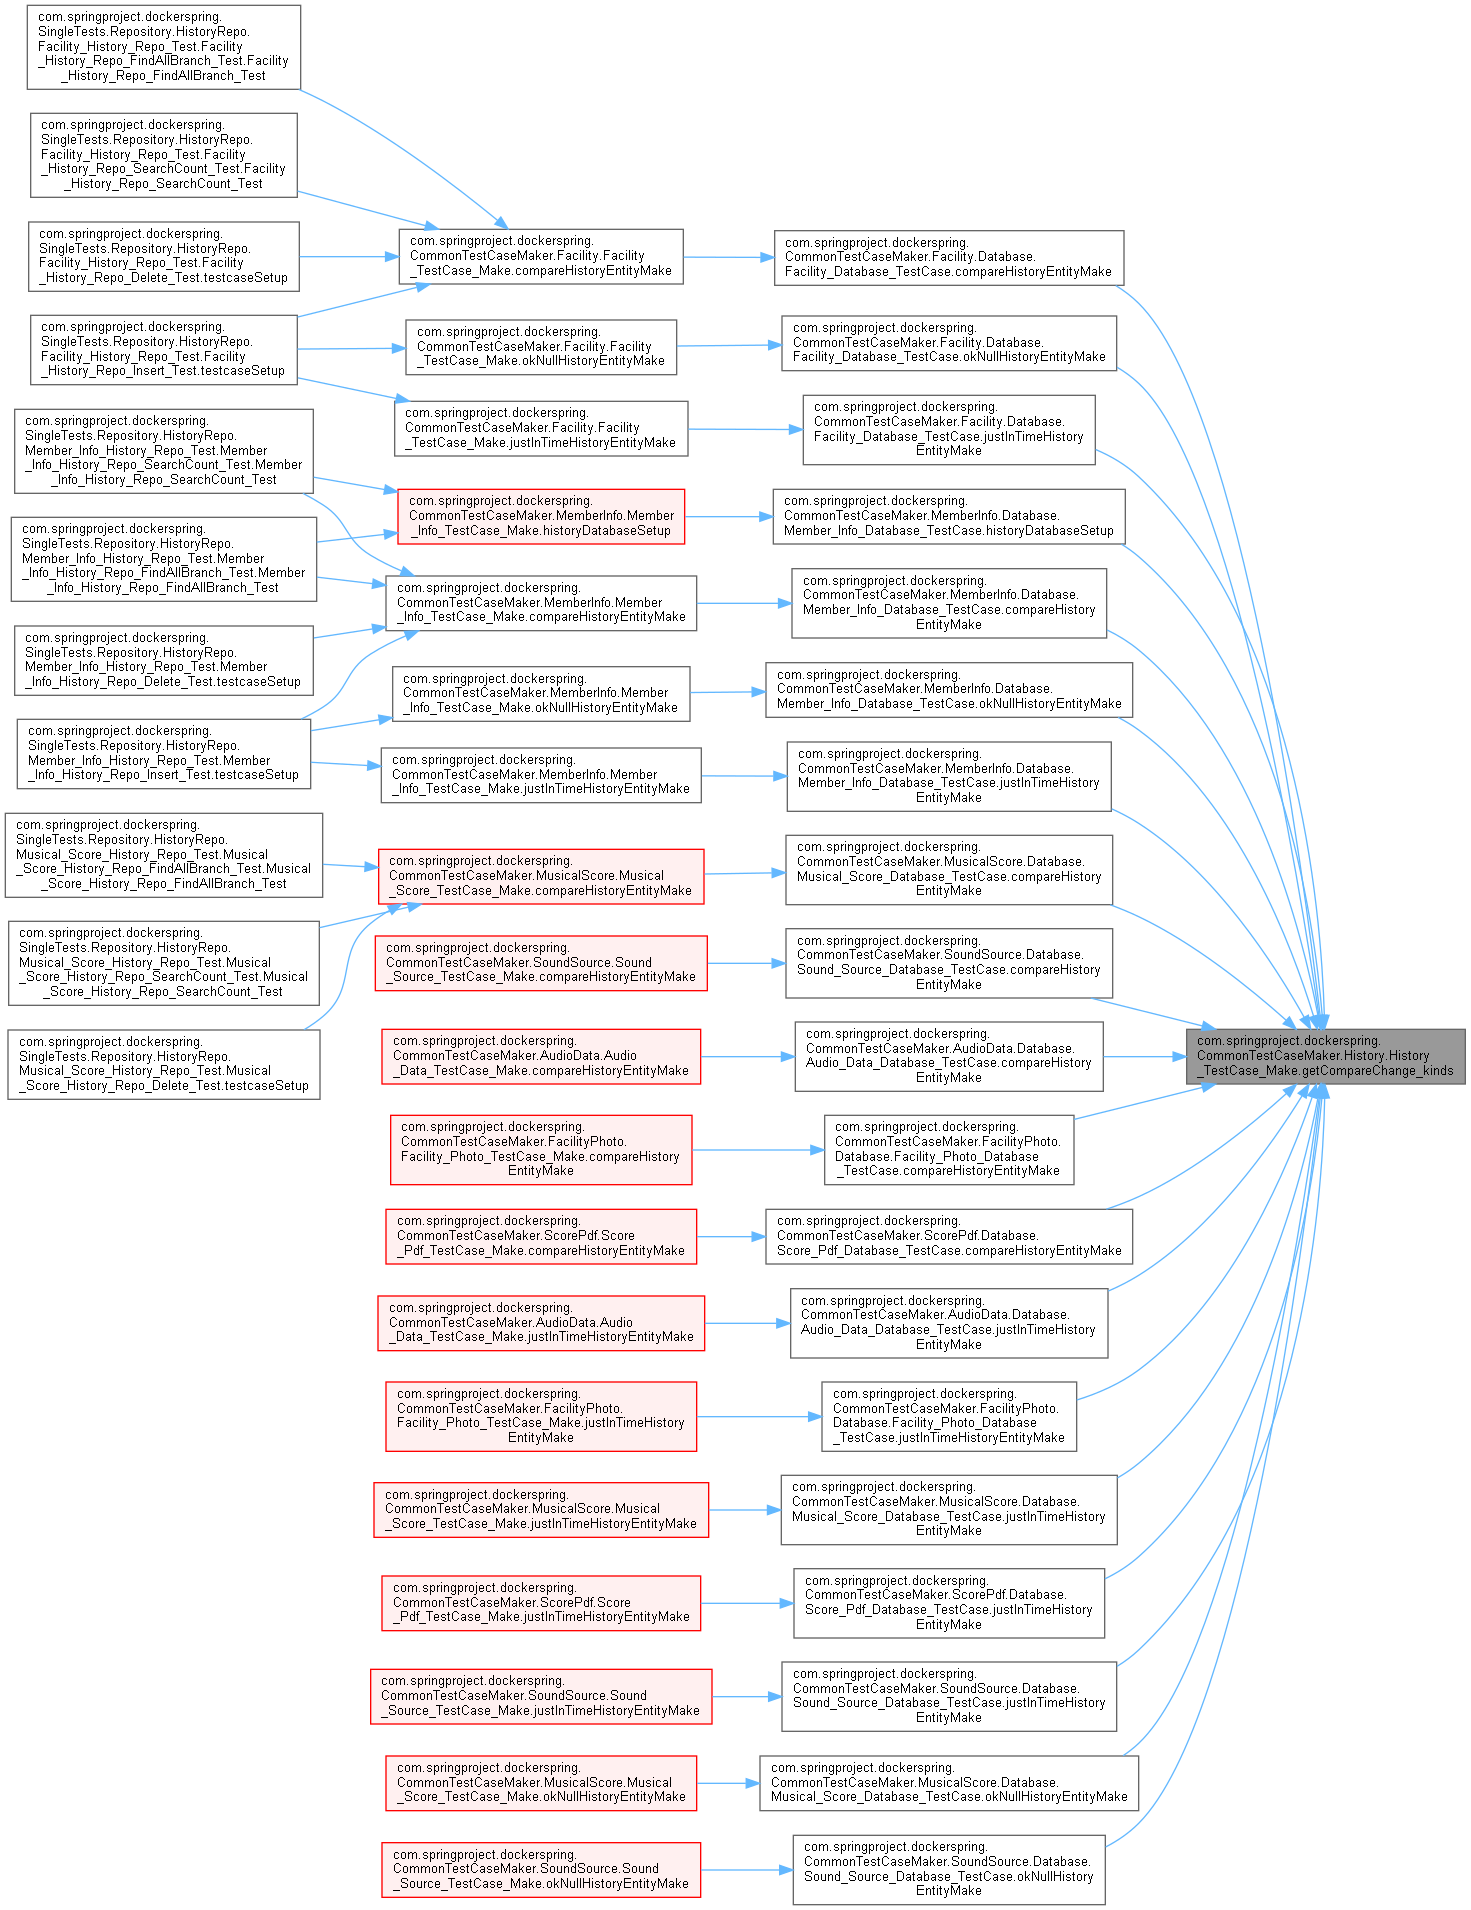 com.springproject.dockerspring.
SingleTests.Repository.HistoryRepo.
Facility_History_Repo_Test.Facility
_History_Repo_FindAllBranch_Test.Facility
_History_Repo_FindAllBranch_Test
com.springproject.dockerspring.
SingleTests.Repository.HistoryRepo.
Facility_History_Repo_Test.Facility
_History_Repo_SearchCount_Test.Facility
_History_Repo_SearchCount_Test
com.springproject.dockerspring.
SingleTests.Repository.HistoryRepo.
Facility_History_Repo_Test.Facility
_History_Repo_Delete_Test.testcaseSetup
com.springproject.dockerspring.
SingleTests.Repository.HistoryRepo.
Facility_History_Repo_Test.Facility
_History_Repo_Insert_Test.testcaseSetup
com.springproject.dockerspring.
SingleTests.Repository.HistoryRepo.
Member_Info_History_Repo_Test.Member
_Info_History_Repo_SearchCount_Test.Member
_Info_History_Repo_SearchCount_Test
com.springproject.dockerspring.
SingleTests.Repository.HistoryRepo.
Member_Info_History_Repo_Test.Member
_Info_History_Repo_FindAllBranch_Test.Member
_Info_History_Repo_FindAllBranch_Test
com.springproject.dockerspring.
SingleTests.Repository.HistoryRepo.
Member_Info_History_Repo_Test.Member
_Info_History_Repo_Delete_Test.testcaseSetup
com.springproject.dockerspring.
SingleTests.Repository.HistoryRepo.
Member_Info_History_Repo_Test.Member
_Info_History_Repo_Insert_Test.testcaseSetup
com.springproject.dockerspring.
SingleTests.Repository.HistoryRepo.
Musical_Score_History_Repo_Test.Musical
_Score_History_Repo_FindAllBranch_Test.Musical
_Score_History_Repo_FindAllBranch_Test
com.springproject.dockerspring.
SingleTests.Repository.HistoryRepo.
Musical_Score_History_Repo_Test.Musical
_Score_History_Repo_SearchCount_Test.Musical
_Score_History_Repo_SearchCount_Test
com.springproject.dockerspring.
SingleTests.Repository.HistoryRepo.
Musical_Score_History_Repo_Test.Musical
_Score_History_Repo_Delete_Test.testcaseSetup
com.springproject.dockerspring.
CommonTestCaseMaker.Facility.Facility
_TestCase_Make.compareHistoryEntityMake
com.springproject.dockerspring.
CommonTestCaseMaker.Facility.Facility
_TestCase_Make.okNullHistoryEntityMake
com.springproject.dockerspring.
CommonTestCaseMaker.Facility.Facility
_TestCase_Make.justInTimeHistoryEntityMake
com.springproject.dockerspring.
CommonTestCaseMaker.MemberInfo.Member
_Info_TestCase_Make.historyDatabaseSetup
com.springproject.dockerspring.
CommonTestCaseMaker.MemberInfo.Member
_Info_TestCase_Make.compareHistoryEntityMake
com.springproject.dockerspring.
CommonTestCaseMaker.MemberInfo.Member
_Info_TestCase_Make.okNullHistoryEntityMake
com.springproject.dockerspring.
CommonTestCaseMaker.MemberInfo.Member
_Info_TestCase_Make.justInTimeHistoryEntityMake
com.springproject.dockerspring.
CommonTestCaseMaker.MusicalScore.Musical
_Score_TestCase_Make.compareHistoryEntityMake
com.springproject.dockerspring.
CommonTestCaseMaker.SoundSource.Sound
_Source_TestCase_Make.compareHistoryEntityMake
com.springproject.dockerspring.
CommonTestCaseMaker.AudioData.Audio
_Data_TestCase_Make.compareHistoryEntityMake
com.springproject.dockerspring.
CommonTestCaseMaker.FacilityPhoto.
Facility_Photo_TestCase_Make.compareHistory
EntityMake
com.springproject.dockerspring.
CommonTestCaseMaker.ScorePdf.Score
_Pdf_TestCase_Make.compareHistoryEntityMake
com.springproject.dockerspring.
CommonTestCaseMaker.AudioData.Audio
_Data_TestCase_Make.justInTimeHistoryEntityMake
com.springproject.dockerspring.
CommonTestCaseMaker.FacilityPhoto.
Facility_Photo_TestCase_Make.justInTimeHistory
EntityMake
com.springproject.dockerspring.
CommonTestCaseMaker.MusicalScore.Musical
_Score_TestCase_Make.justInTimeHistoryEntityMake
com.springproject.dockerspring.
CommonTestCaseMaker.ScorePdf.Score
_Pdf_TestCase_Make.justInTimeHistoryEntityMake
com.springproject.dockerspring.
CommonTestCaseMaker.SoundSource.Sound
_Source_TestCase_Make.justInTimeHistoryEntityMake
com.springproject.dockerspring.
CommonTestCaseMaker.MusicalScore.Musical
_Score_TestCase_Make.okNullHistoryEntityMake
com.springproject.dockerspring.
CommonTestCaseMaker.SoundSource.Sound
_Source_TestCase_Make.okNullHistoryEntityMake
com.springproject.dockerspring.
CommonTestCaseMaker.Facility.Database.
Facility_Database_TestCase.compareHistoryEntityMake
com.springproject.dockerspring.
CommonTestCaseMaker.Facility.Database.
Facility_Database_TestCase.okNullHistoryEntityMake
com.springproject.dockerspring.
CommonTestCaseMaker.Facility.Database.
Facility_Database_TestCase.justInTimeHistory
EntityMake
com.springproject.dockerspring.
CommonTestCaseMaker.MemberInfo.Database.
Member_Info_Database_TestCase.historyDatabaseSetup
com.springproject.dockerspring.
CommonTestCaseMaker.MemberInfo.Database.
Member_Info_Database_TestCase.compareHistory
EntityMake
com.springproject.dockerspring.
CommonTestCaseMaker.MemberInfo.Database.
Member_Info_Database_TestCase.okNullHistoryEntityMake
com.springproject.dockerspring.
CommonTestCaseMaker.MemberInfo.Database.
Member_Info_Database_TestCase.justInTimeHistory
EntityMake
com.springproject.dockerspring.
CommonTestCaseMaker.MusicalScore.Database.
Musical_Score_Database_TestCase.compareHistory
EntityMake
com.springproject.dockerspring.
CommonTestCaseMaker.SoundSource.Database.
Sound_Source_Database_TestCase.compareHistory
EntityMake
com.springproject.dockerspring.
CommonTestCaseMaker.AudioData.Database.
Audio_Data_Database_TestCase.compareHistory
EntityMake
com.springproject.dockerspring.
CommonTestCaseMaker.FacilityPhoto.
Database.Facility_Photo_Database
_TestCase.compareHistoryEntityMake
com.springproject.dockerspring.
CommonTestCaseMaker.ScorePdf.Database.
Score_Pdf_Database_TestCase.compareHistoryEntityMake
com.springproject.dockerspring.
CommonTestCaseMaker.AudioData.Database.
Audio_Data_Database_TestCase.justInTimeHistory
EntityMake
com.springproject.dockerspring.
CommonTestCaseMaker.FacilityPhoto.
Database.Facility_Photo_Database
_TestCase.justInTimeHistoryEntityMake
com.springproject.dockerspring.
CommonTestCaseMaker.MusicalScore.Database.
Musical_Score_Database_TestCase.justInTimeHistory
EntityMake
com.springproject.dockerspring.
CommonTestCaseMaker.ScorePdf.Database.
Score_Pdf_Database_TestCase.justInTimeHistory
EntityMake
com.springproject.dockerspring.
CommonTestCaseMaker.SoundSource.Database.
Sound_Source_Database_TestCase.justInTimeHistory
EntityMake
com.springproject.dockerspring.
CommonTestCaseMaker.MusicalScore.Database.
Musical_Score_Database_TestCase.okNullHistoryEntityMake
com.springproject.dockerspring.
CommonTestCaseMaker.SoundSource.Database.
Sound_Source_Database_TestCase.okNullHistory
EntityMake
com.springproject.dockerspring.
CommonTestCaseMaker.History.History
_TestCase_Make.getCompareChange_kinds